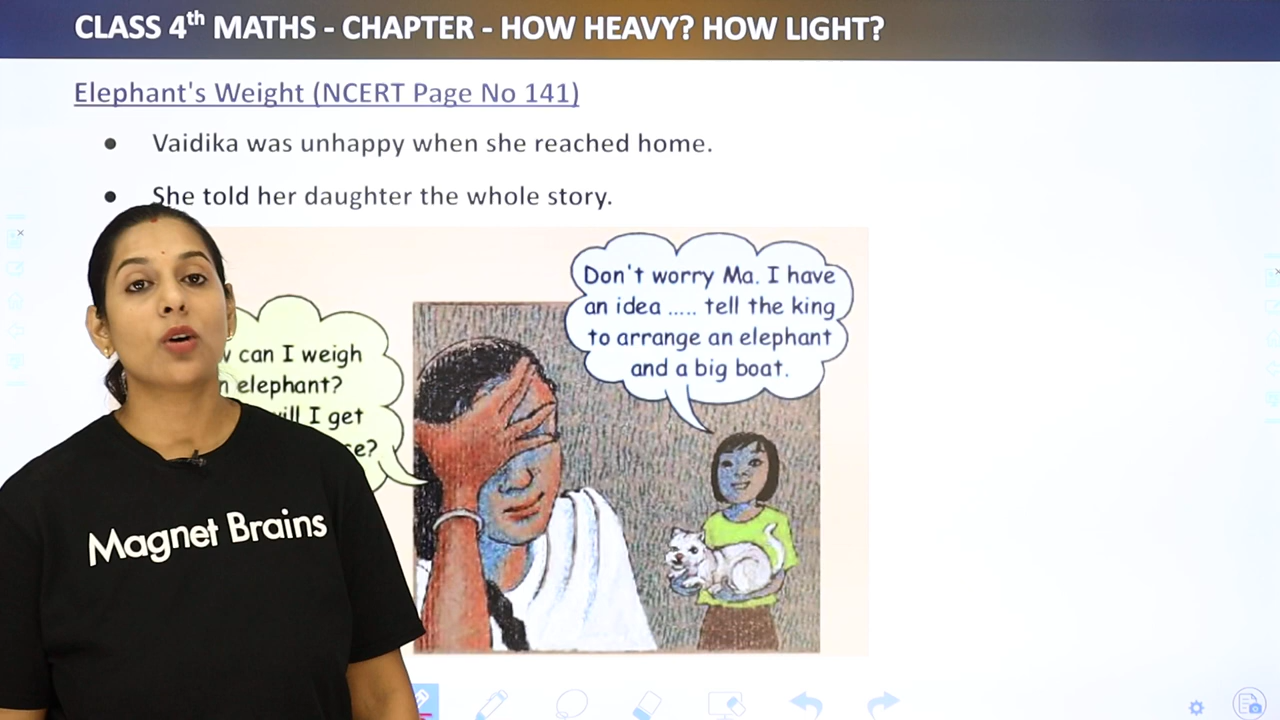 CLASS 4th MATHS - CHAPTER - HOW HEAVY? HOW LIGHT?
Elephant's Weight (NCERT Page No 141)
● Vaidika was unhappy when she reached home.
● She told her daughter the whole story.
Don't worry Ma. I have
an idea ..... tell the king
to arrange an elephant
and a big boat.
can I weigh
elephant?
I get
Magnet Brains